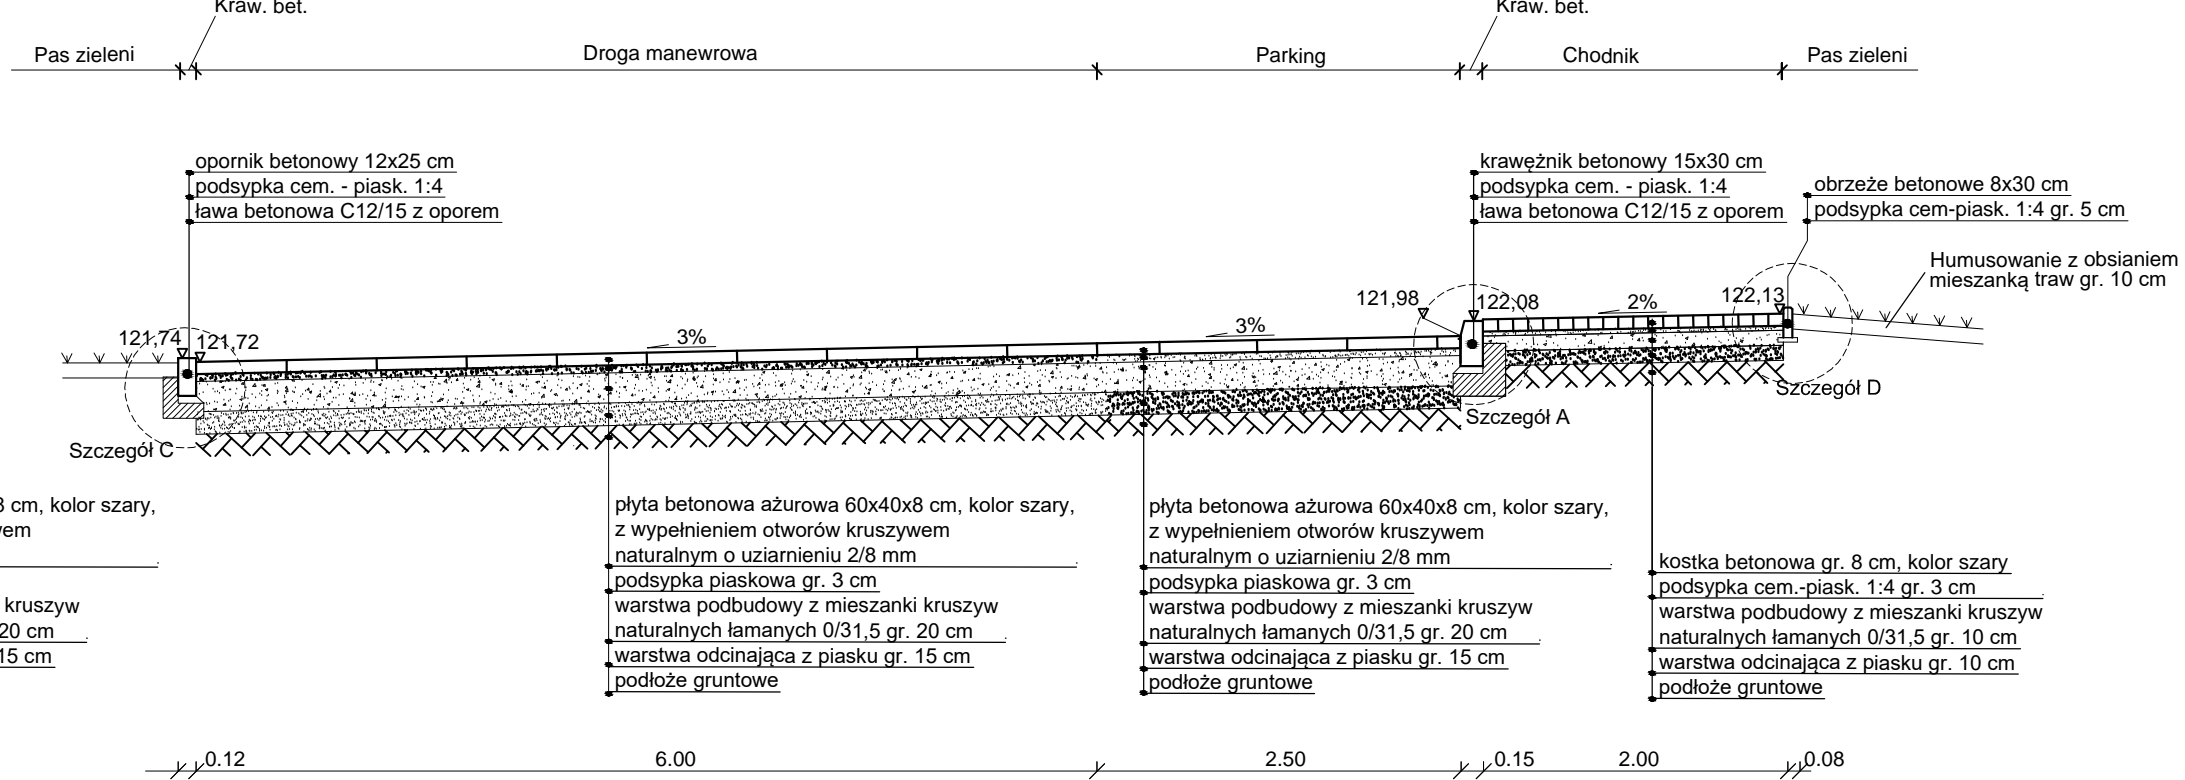 Kraw. bet.
Kraw. bet.
Pas zieleni
Droga manewrowa
Parking
Chodnik
Pas zieleni
opornik betonowy 12x25 cm
podsypka cem. - piask. 1:4
ława betonowa C12/15 z oporem
krawężnik betonowy 15x30 cm
podsypka cem. - piask. 1:4
ława betonowa C12/15 z oporem
obrzeże betonowe 8x30 cm
podsypka cem-piask. 1:4 gr. 5 cm
Humusowanie z obsianiem
mieszanką traw gr. 10 cm
121,74
121,72
3%
3%
121,98
122,08
2%
122,13
Szczegół C
Szczegół A
Szczegół D
cm, kolor szary,
kruszyw
20 cm
15 cm
płyta betonowa ażurowa 60x40x8 cm, kolor szary,
z wypełnieniem otworów kruszywem
naturalnym o uziarnieniu 2/8 mm
podsypka piaskowa gr. 3 cm
warstwa podbudowy z mieszanki kruszyw
naturalnych łamanych 0/31,5 gr. 20 cm
warstwa odcinająca z piasku gr. 15 cm
podłoże gruntowe
płyta betonowa ażurowa 60x40x8 cm, kolor szary,
z wypełnieniem otworów kruszywem
naturalnym o uziarnieniu 2/8 mm
podsypka piaskowa gr. 3 cm
warstwa podbudowy z mieszanki kruszyw
naturalnych łamanych 0/31,5 gr. 20 cm
warstwa odcinająca z piasku gr. 15 cm
podłoże gruntowe
kostka betonowa gr. 8 cm, kolor szary
podsypka cem.-piask. 1:4 gr. 3 cm
warstwa podbudowy z mieszanki kruszyw
naturalnych łamanych 0/31,5 gr. 10 cm
warstwa odcinająca z piasku gr. 10 cm
podłoże gruntowe
0.12
6.00
2.50
0.15
2.00
0.08